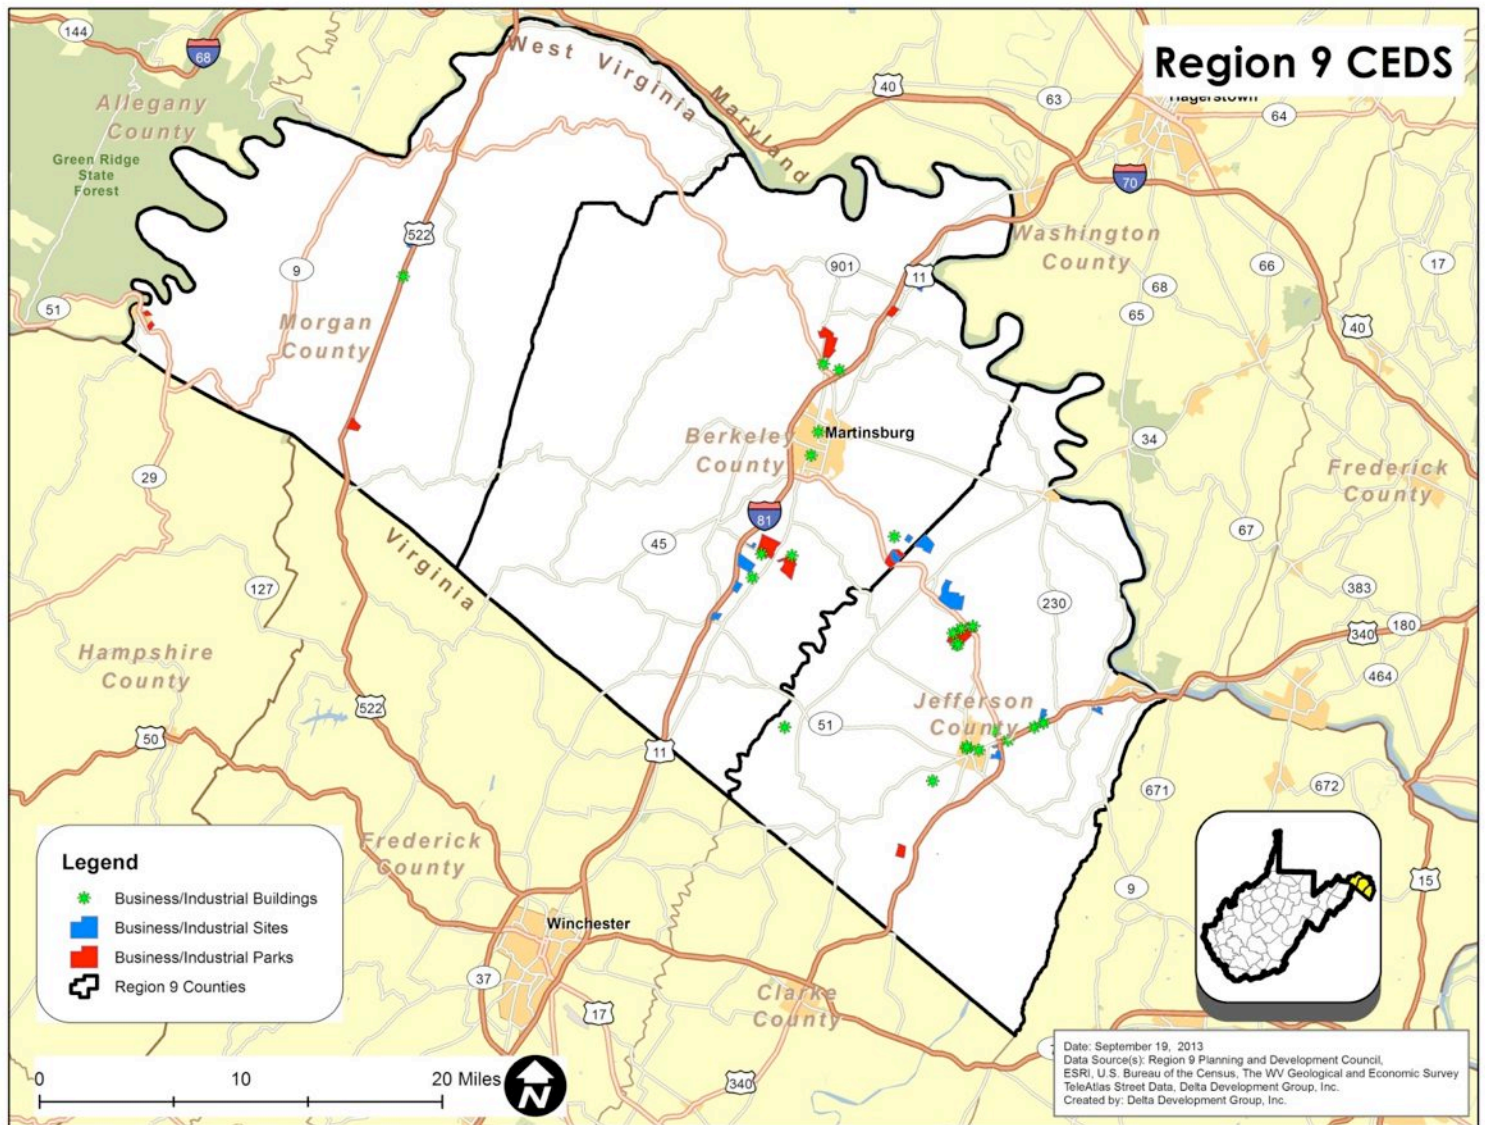 Region 9 CEDS
144
68
40
63
Hagerstown
64
West Virginia
Maryland
Allegany
County
Green Ridge
State
Forest
70
522
Washington
County
9
901
11
66
17
68
51
65
40
Morgan
County
Berkeley
County
Martinsburg
34
Frederick
County
29
81
67
45
Virginia
127
230
383
340
180
Hampshire
County
464
522
Jefferson
County
51
50
11
671
672
Frederick
County
9
15
Winchester
37
17
Clarke
County
340
Legend
Business/Industrial Buildings
Business/Industrial Sites
Business/Industrial Parks
Region 9 Counties
0
10
20 Miles
N
Date: September 19, 2013
Data Source(s): Region 9 Planning and Development Council,
ESRI, U.S. Bureau of the Census, The WV Geological and Economic Survey
TeleAtlas Street Data, Delta Development Group, Inc.
Created by: Delta Development Group, Inc.